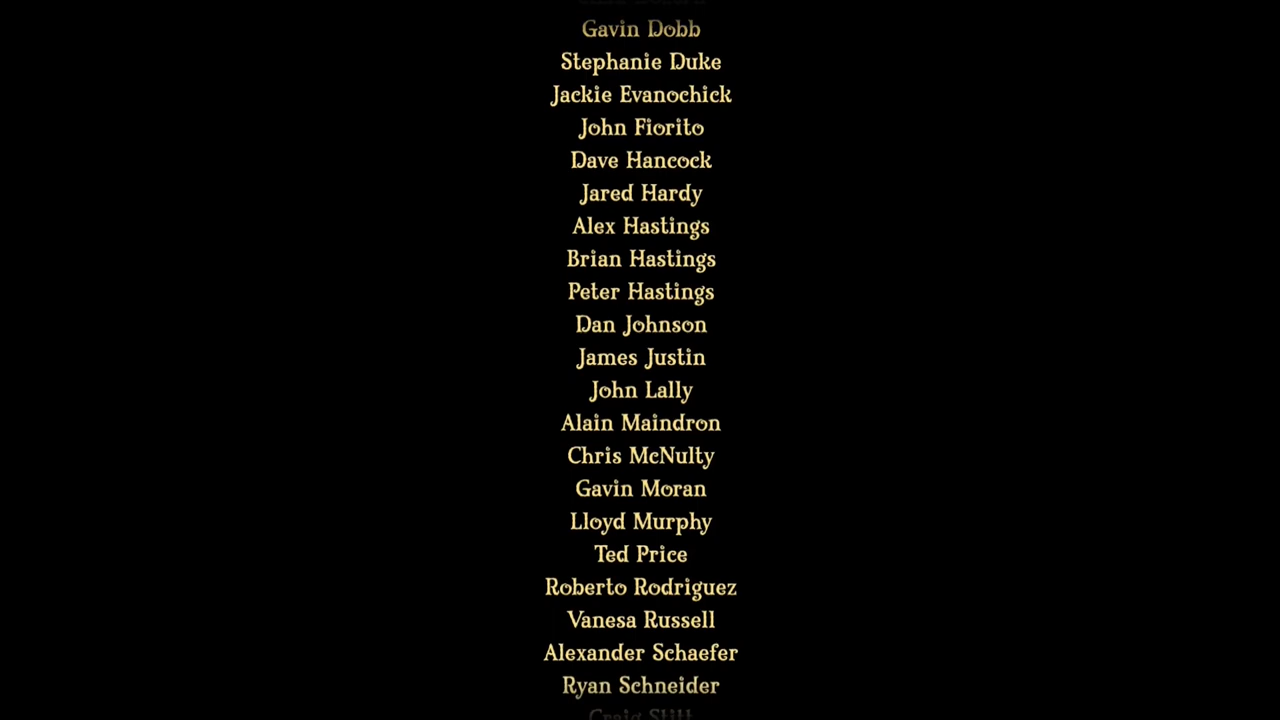 Gavin Dobb
Stephanie Duke
Jackie Evanochick
John Fiorito
Dave Hancock
Jared Hardy
Alex Hastings
Brian Hastings
Peter Hastings
Dan Johnson
James Justin
John Lally
Alain Maindron
Chris McNulty
Gavin Moran
Lloyd Murphy
Ted Price
Roberto Rodriguez
Vanesa Russell
Alexander Schaefer
Ryan Schneider
Craig